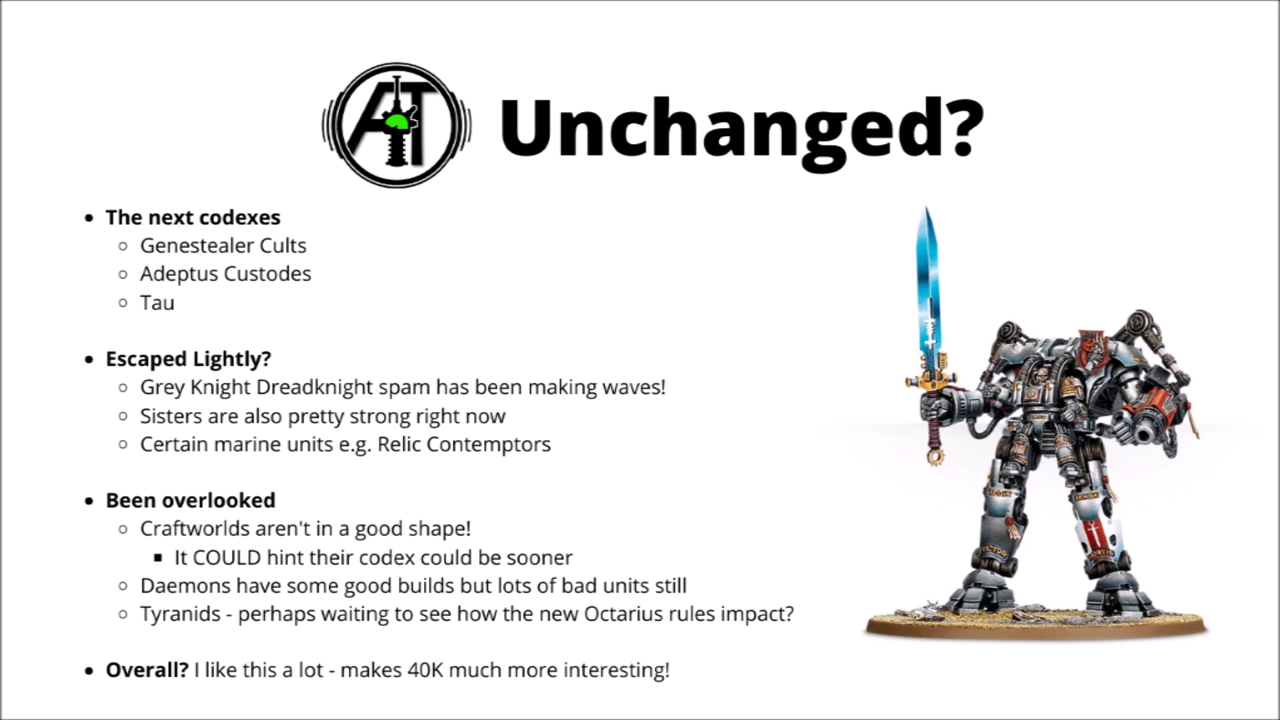 AT
Unchanged?
The next codexes
Genestealer Cults
Adeptus Custodes
Tau
Escaped Lightly?
Grey Knight Dreadknight spam has been making waves!
Sisters are also pretty strong right now
Certain marine units e.g. Relic Contemptors
Been overlooked
Craftworlds aren't in a good shape!
It COULD hint their codex could be sooner
Daemons have some good builds but lots of bad units still
Tyranids - perhaps waiting to see how the new Octarius rules impact?
Overall? I like this a lot - makes 40K much more interesting!